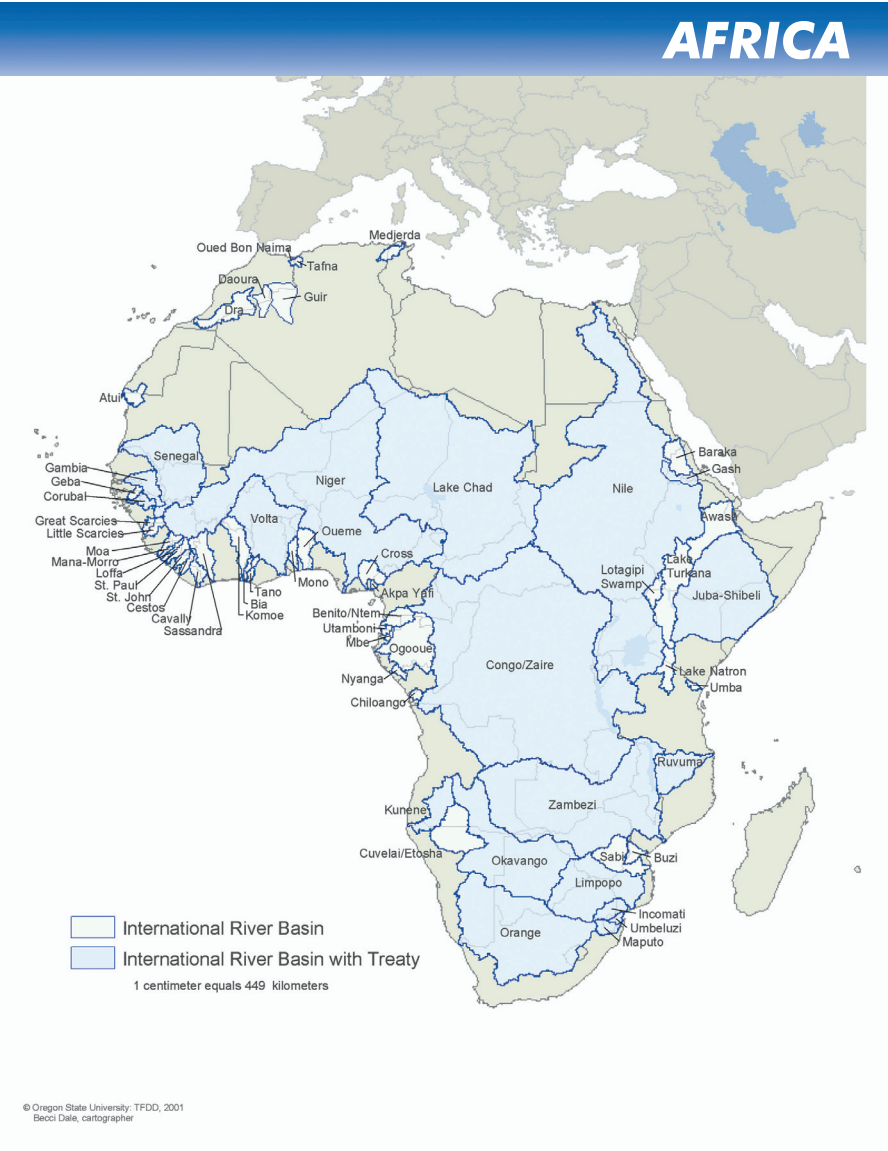 AFRICA
Medjerda
Oued Bon Naima
Tafna
Daoura
Guir
Dra
Atui
Senegal
Gambia
Geba
Corubal
Great Scarcies
Little Scarcies
Moa
Mana-Morro
Loffa
St. Paul
St. John
Cestos
Cavally
Sassandra
Niger
Volta
Oueme
Lake Chad
Nile
Baraka
Gash
Awash
Cross
Akpa Yafi
Mono
Tano
Bia
Komoe
Lotagipi
Swamp
Lake
Turkana
Juba-Shibeli
Benito/Ntem
Utamboni
Mbe
Ogooue
Nyanga
Chiloango
Congo/Zaire
Lake Natron
Umba
Ruvuma
Kunene
Zambezi
Cuvelai/Etosha
Okavango
Sabi
Buzi
Limpopo
Incomati
Umbeluzi
Maputo
Orange
International River Basin
International River Basin with Treaty
1 centimeter equals 449 kilometers
© Oregon State University: TFDD, 2001
Becci Dale, cartographer